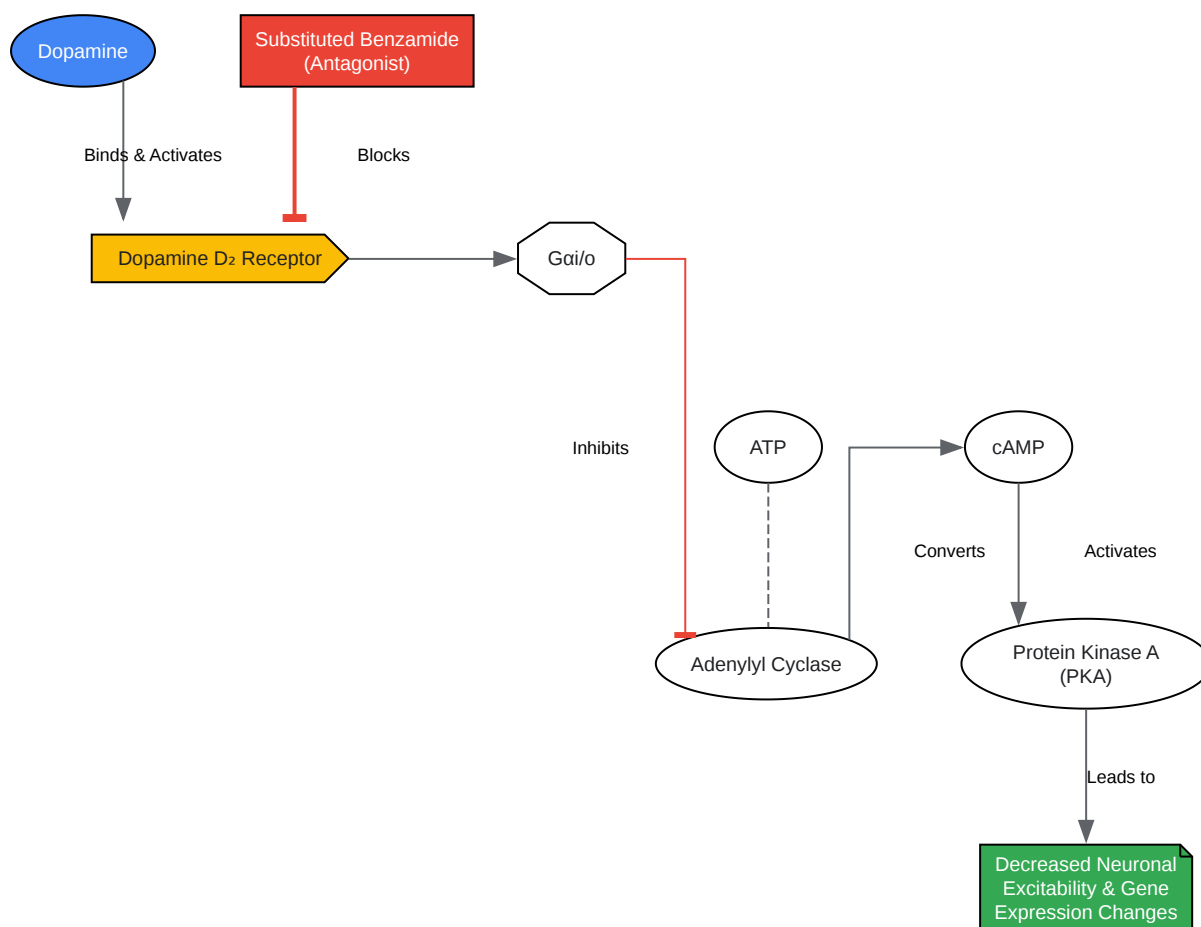 Dopamine
Substituted Benzamide
(Antagonist)
Binds & Activates
Blocks
Dopamine D₂ Receptor
Gαi/o
Inhibits
ATP
cAMP
Converts
Activates
Adenylyl Cyclase
Protein Kinase A
(PKA)
Leads to
Decreased Neuronal
Excitability & Gene
Expression Changes